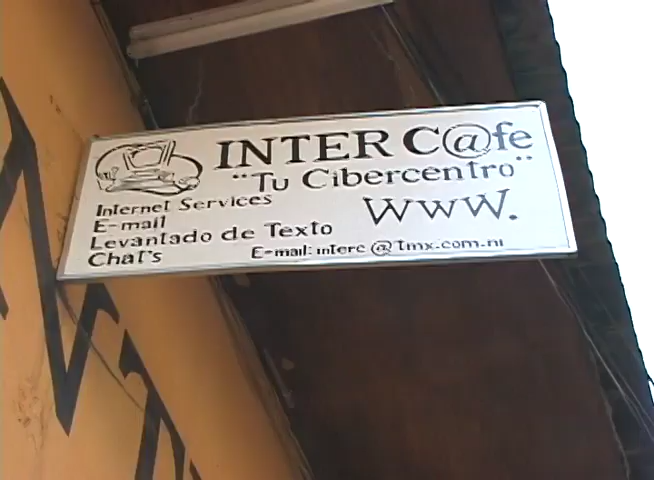 INTER C@fe
"Tu Cibercentro"
Internet Services
E-mail
Levantado de Texto
Chat's
WWW.
E-mail: interc@tmx.com.ni